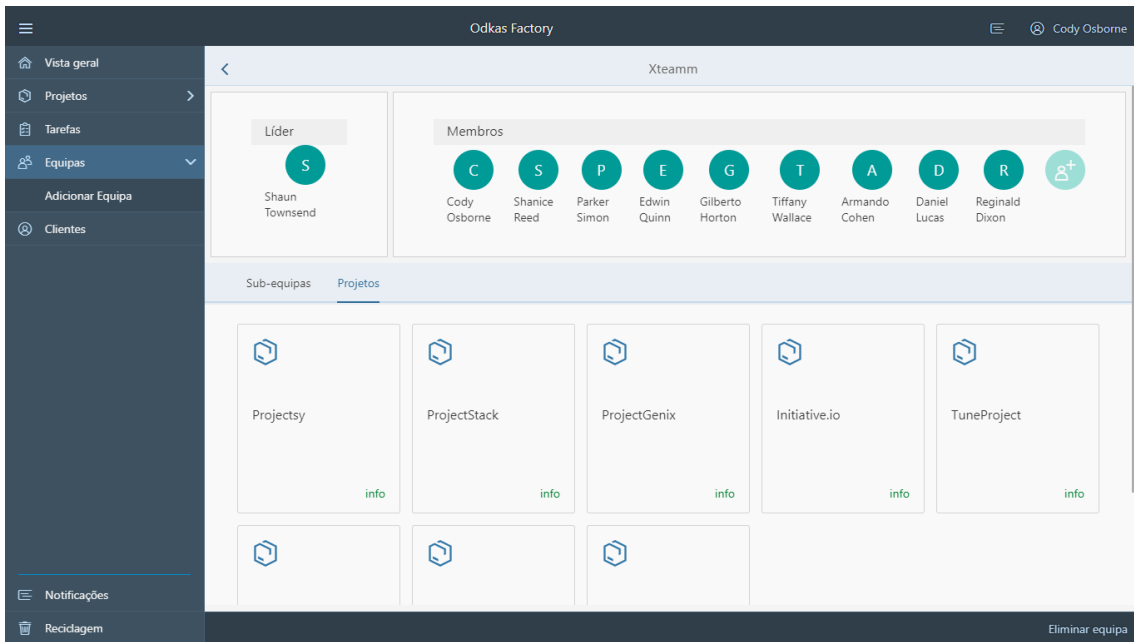 Odkas Factory
Cody Osborne
Vista geral
Projetos
Tarefas
Equipas
Adicionar Equipa
Clientes
Notificações
Reciclagem
Xteamm
Líder
S
Shaun
Townsend
Membros
C S P E G T A D R
Cody Shanice Parker Edwin Gilberto Tiffany Armando Daniel Reginald
Osborne Reed Simon Quinn Horton Wallace Cohen Lucas Dixon
Sub-equipas Projetos
Projectsy ProjectStack ProjectGenix Initiative.io TuneProject
info info info info info
Eliminar equipa